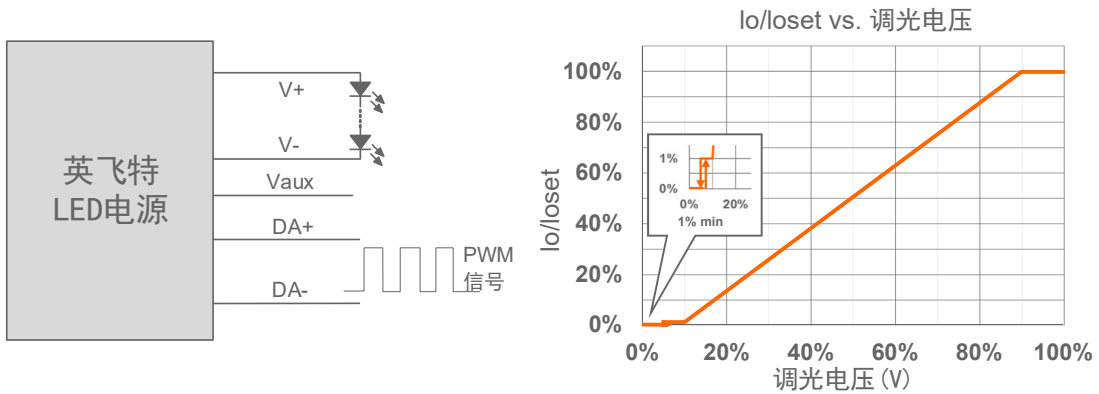 英飞特
LED电源
V+
V-
Vaux
DA+
DA-
PWM
信号
Io/Ioset vs. 调光电压
Io/Ioset
100%
80%
60%
40%
20%
0%
1%
0%
0% 20%
1% min
0% 20% 40% 60% 80% 100%
调光电压(V)